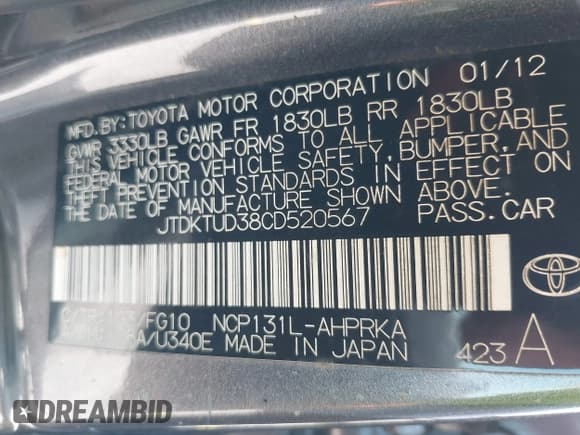 MFD.BY:TOYOTA MOTOR CORPORATION 01/12
GVWR 3330LB GAWR FR 1830LB RR 1830LB
THIS VEHICLE CONFORMS TO ALL APPLICABLE
FEDERAL MOTOR VEHICLE SAFETY,BUMPER,AND
THEFT PREVENTION STANDARDS IN EFFECT ON
THE DATE OF MANUFACTURE SHOWN ABOVE.
JTDKTUD38CD520567 PASS.CAR
/FG10 NCP131L-AHPRKA
A/U340E MADE IN JAPAN 423 A
DREAMBID